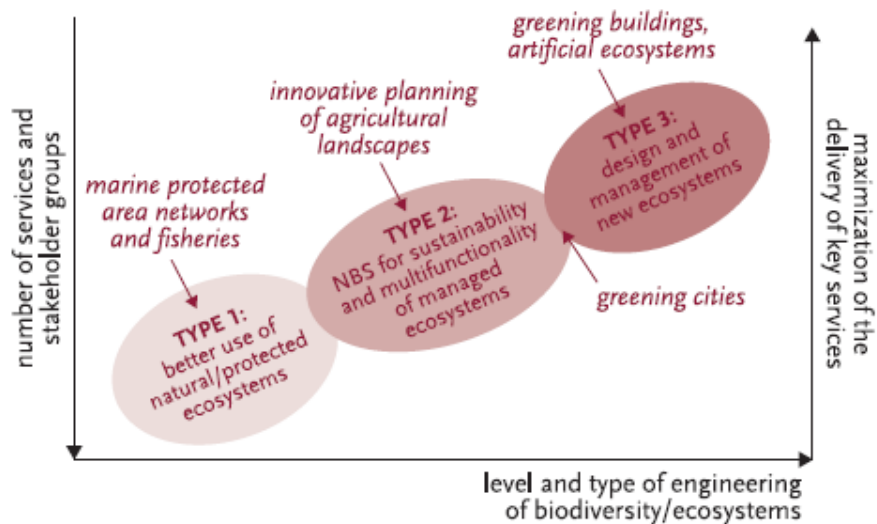 greening buildings,
artificial ecosystems
innovative planning
of agricultural
landscapes
marine protected
area networks
and fisheries
TYPE 3:
design and
management of
new ecosystems
TYPE 2:
NBS for sustainability
and multifunctionality
of managed
ecosystems
TYPE 1:
better use of
natural/protected
ecosystems
greening cities
number of services and
stakeholder groups
maximization of the
delivery of key services
level and type of engineering
of biodiversity/ecosystems